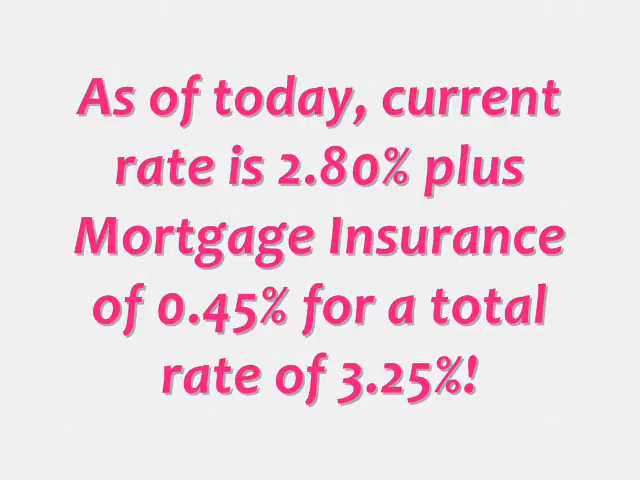 As of today, current
rate is 2.80% plus
Mortgage Insurance
of 0.45% for a total
rate of 3.25%!